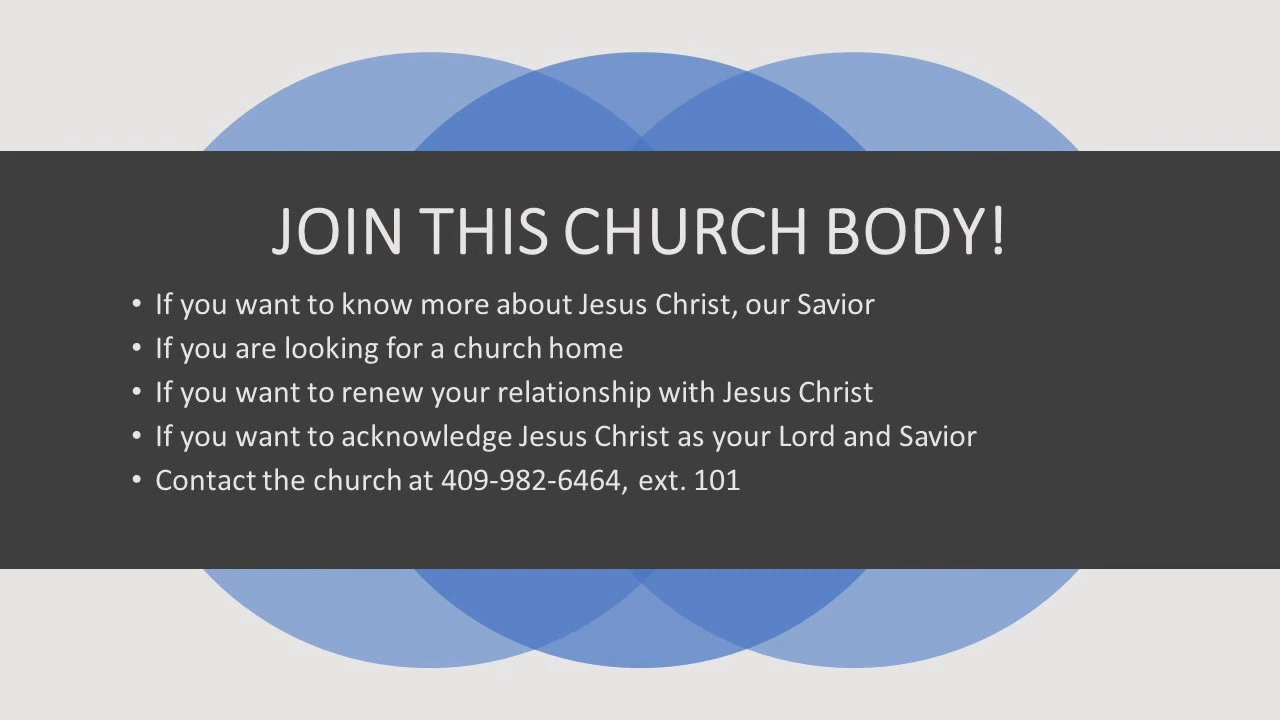 JOIN THIS CHURCH BODY!
• If you want to know more about Jesus Christ, our Savior
• If you are looking for a church home
• If you want to renew your relationship with Jesus Christ
• If you want to acknowledge Jesus Christ as your Lord and Savior
• Contact the church at 409-982-6464, ext. 101